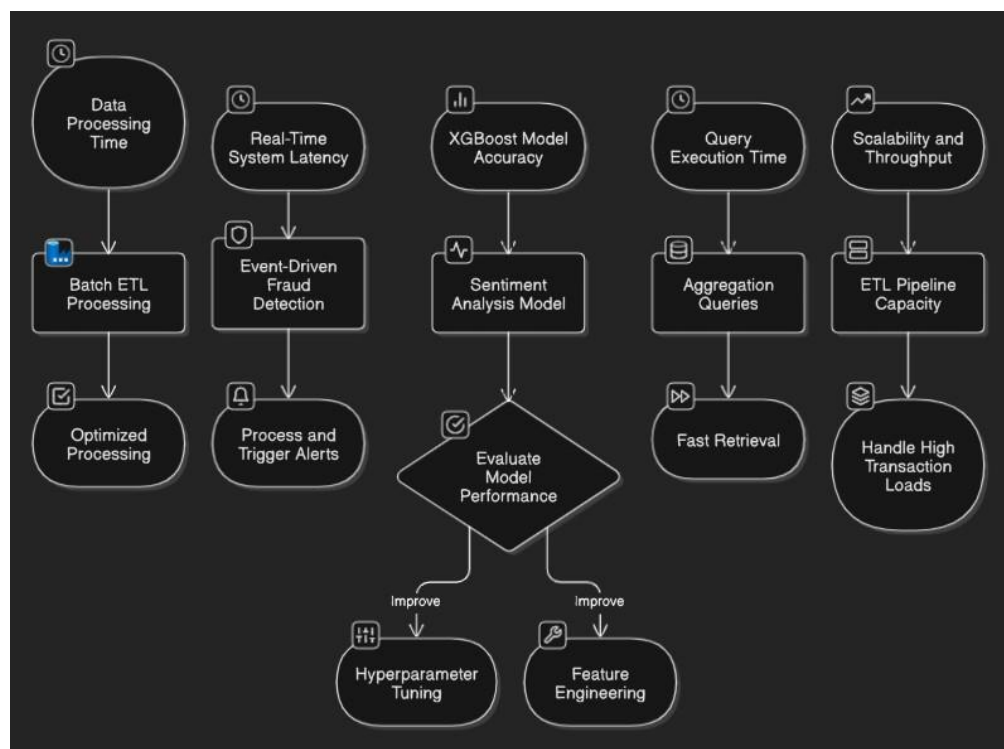 Data
Processing
Time
Real-Time
System Latency
XGBoost Model
Accuracy
Query
Execution Time
Scalability and
Throughput
Batch ETL
Processing
Event-Driven
Fraud
Detection
Sentiment
Analysis Model
Aggregation
Queries
ETL Pipeline
Capacity
Optimized
Processing
Process and
Trigger Alerts
Evaluate
Model
Performance
Fast Retrieval
Handle High
Transaction
Loads
Improve
Improve
Hyperparameter
Tuning
Feature
Engineering